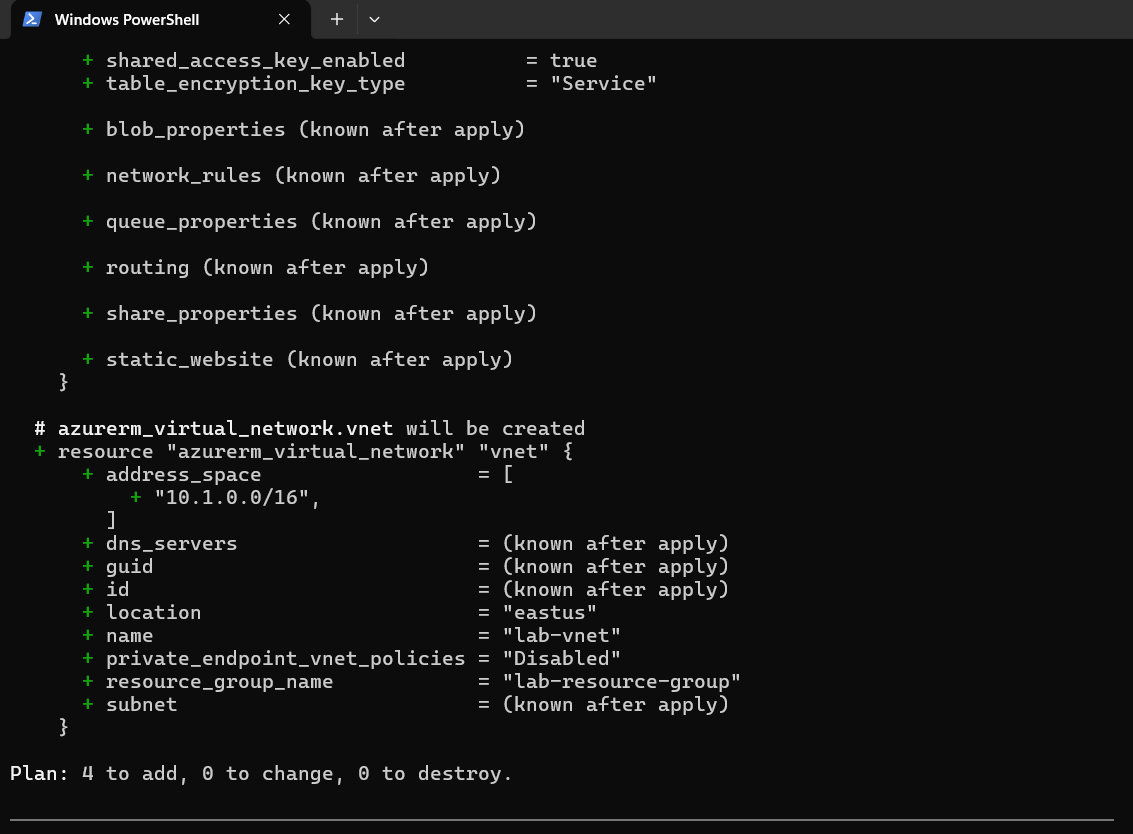 Windows PowerShell
+ shared_access_key_enabled = true
+ table_encryption_key_type = "Service"
+ blob_properties (known after apply)
+ network_rules (known after apply)
+ queue_properties (known after apply)
+ routing (known after apply)
+ share_properties (known after apply)
+ static_website (known after apply)
}
# azurerm_virtual_network.vnet will be created
+ resource "azurerm_virtual_network" "vnet" {
+ address_space = [
+ "10.1.0.0/16",
]
+ dns_servers = (known after apply)
+ guid = (known after apply)
+ id = (known after apply)
+ location = "eastus"
+ name = "lab-vnet"
+ private_endpoint_vnet_policies = "Disabled"
+ resource_group_name = "lab-resource-group"
+ subnet = (known after apply)
}
Plan: 4 to add, 0 to change, 0 to destroy.